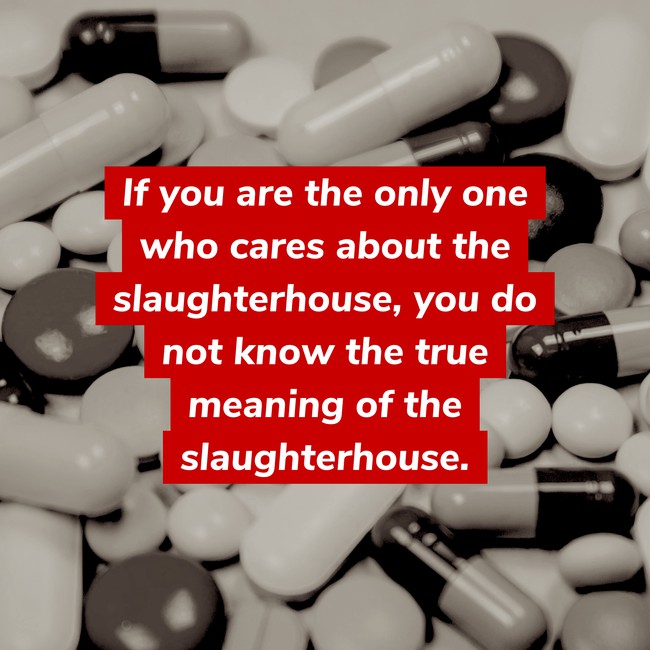 If you are the only one
who cares about the
slaughterhouse, you do
not know the true
meaning of the
slaughterhouse.